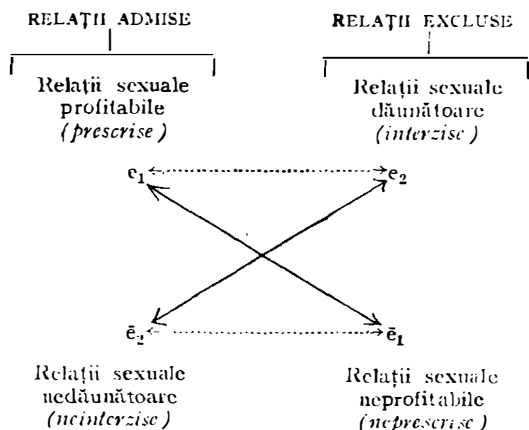 RELAȚII ADMISE
RELAȚII EXCLUSE
Relații sexuale
profitabile
(prescrise)
Relații sexuale
dăunătoare
(interzise)
e₁
e₂
ē₂
ē₁
Relații sexuale
nedăunătoare
(neinterzise)
Relații sexuale
neprofitabile
(neprescrise)